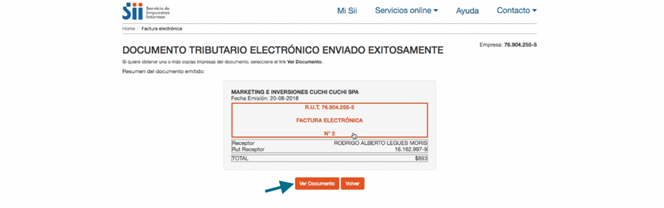 Sii Servicio de
Impuestos
Internos
Mi Sii Servicios online Ayuda Contacto
Home Factura electrónica
DOCUMENTO TRIBUTARIO ELECTRÓNICO ENVIADO EXITOSAMENTE
Empresa: 76.904.255-5
Si quiere obtener una o más copias impresas del documento, seleccione el link Ver Documento.
Resumen del documento emitido:
MARKETING E INVERSIONES CUCHI CUCHI SPA
Fecha Emisión: 20-08-2018
R.U.T. 76.904.255-5
FACTURA ELECTRÓNICA
N° 2
Receptor RODRIGO ALBERTO LEGUES MORIS
Rut Receptor 16.162.997-9
TOTAL $893
Ver Documento Volver